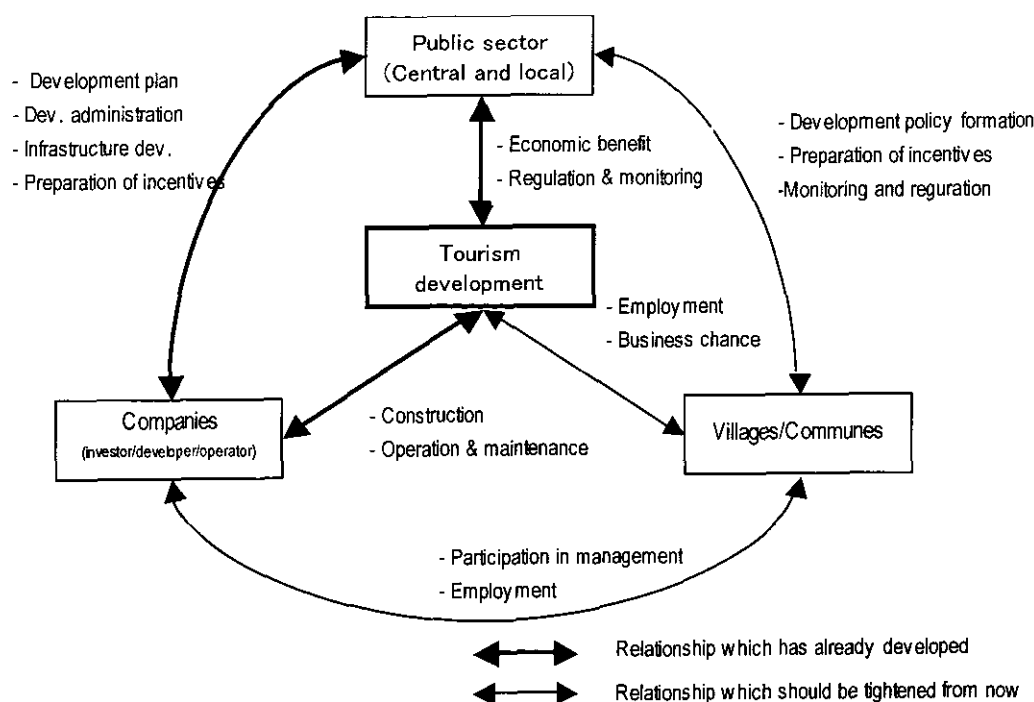 Public sector
(Central and local)
- Development plan
- Dev. administration
- Infrastructure dev.
- Preparation of incentives
- Economic benefit
- Regulation & monitoring
- Development policy formation
- Preparation of incentives
-Monitoring and reguration
Tourism
development
- Employment
- Business chance
Companies
(investor/developer/operator)
- Construction
- Operation & maintenance
Villages/Communes
- Participation in management
- Employment
Relationship which has already developed
Relationship which should be tightened from now